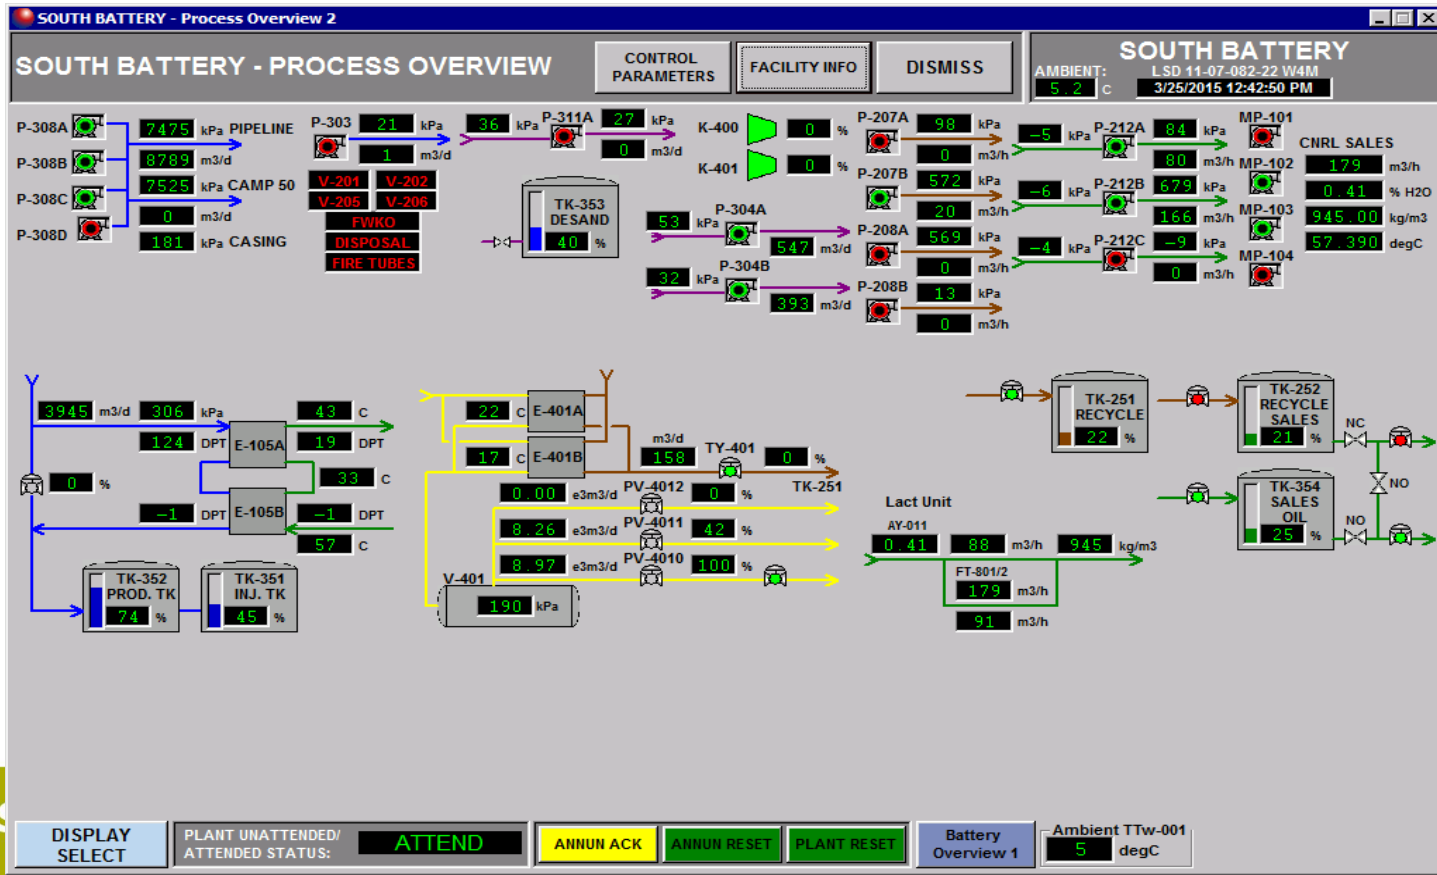 SOUTH BATTERY - Process Overview 2
SOUTH BATTERY - PROCESS OVERVIEW
CONTROL PARAMETERS
FACILITY INFO
DISMISS
SOUTH BATTERY
AMBIENT: LSD 11-07-082-22 W4M
5.2 C 3/25/2015 12:42:50 PM
P-308A
7475 kPa PIPELINE
8789 m3/d
P-308B
7525 kPa CAMP 50
P-308C
0 m3/d
P-308D
181 kPa CASING
P-303 21 kPa
1 m3/d
V-201 V-202
V-205 V-206
FWKO
DISPOSAL
FIRE TUBES
36 kPa P-311A 27 kPa
0 m3/d
TK-353
DESAND
40 %
K-400 0 %
K-401 0 %
53 kPa P-304A
547 m3/d
32 kPa P-304B
393 m3/d
P-207A 98 kPa
0 m3/h
P-207B 572 kPa
20 m3/h
P-208A 569 kPa
0 m3/h
P-208B 13 kPa
0 m3/h
-5 kPa P-212A 84 kPa
80 m3/h
-6 kPa P-212B 679 kPa
166 m3/h
-4 kPa P-212C -9 kPa
0 m3/h
MP-101
MP-102
MP-103
MP-104
CNRL SALES
179 m3/h
0.41 % H2O
945.00 kg/m3
57.390 degC
3945 m3/d 306 kPa
124 DPT
E-105A
43 C
19 DPT
33 C
0 %
-1 DPT
E-105B
-1 DPT
57 C
TK-352
PROD. TK
74 %
TK-351
INJ. TK
45 %
22 C E-401A
17 C E-401B
m3/d
158
TY-401
0 %
TK-251
0.00 e3m3/d PV-4012 0 %
8.26 e3m3/d PV-4011 42 %
8.97 e3m3/d PV-4010 100 %
V-401
190 kPa
TK-251
RECYCLE
22 %
TK-252
RECYCLE
SALES
21 %
NC
NO
TK-354
SALES
OIL
25 %
NO
Lact Unit
AY-011
0.41 88 m3/h 945 kg/m3
FT-801/2
179 m3/h
91 m3/h
DISPLAY SELECT
PLANT UNATTENDED/
ATTENDED STATUS:
ATTEND
ANNUN ACK
ANNUN RESET
PLANT RESET
Battery
Overview 1
Ambient TTw-001
5 degC